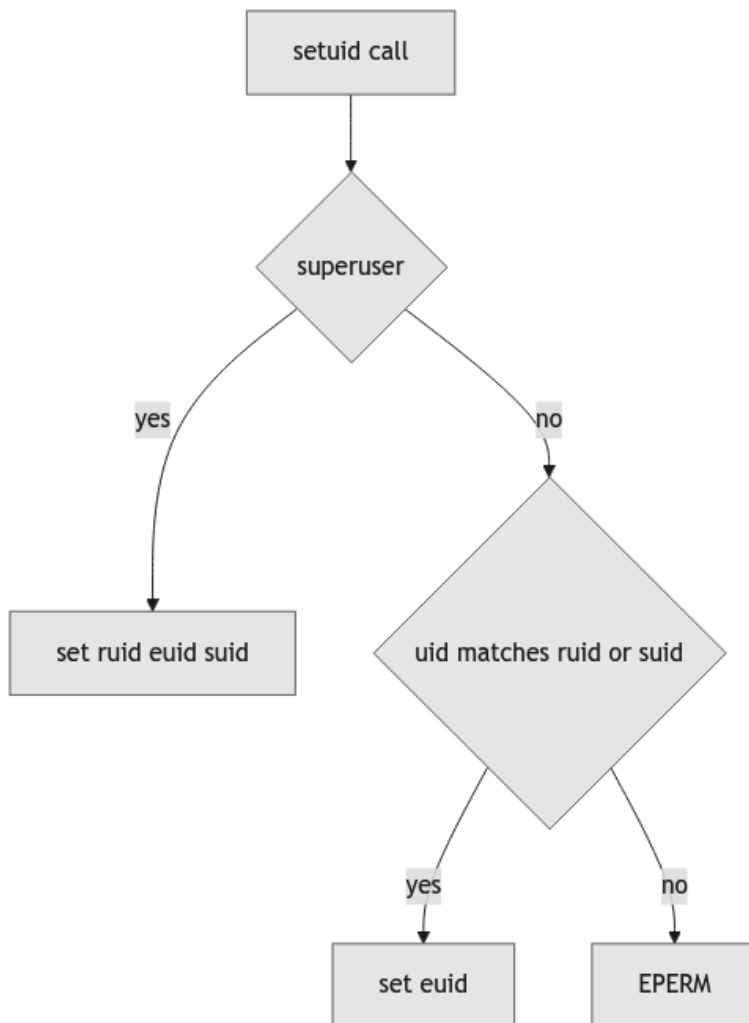 setuid call
superuser
yes
no
set ruid euid suid
uid matches ruid or suid
yes
no
set euid
EPERM